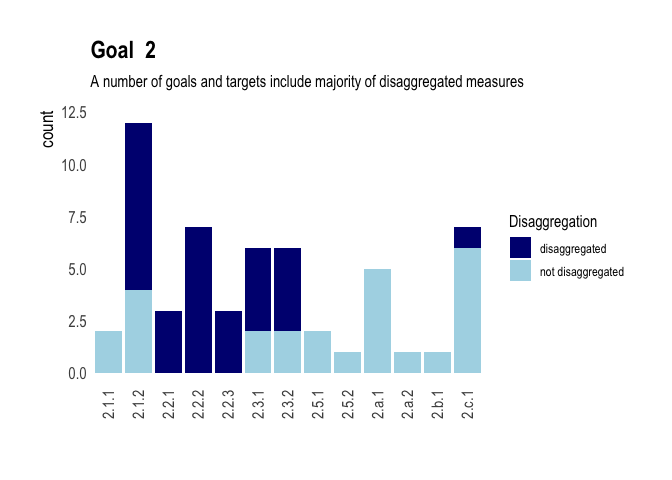 Goal  2
A number of goals and targets include majority of disaggregated measures
count
12.5
10.0
7.5
5.0
2.5
0.0
2.1.1
2.1.2
2.2.1
2.2.2
2.2.3
2.3.1
2.3.2
2.5.1
2.5.2
2.a.1
2.a.2
2.b.1
2.c.1
Disaggregation
disaggregated
not disaggregated